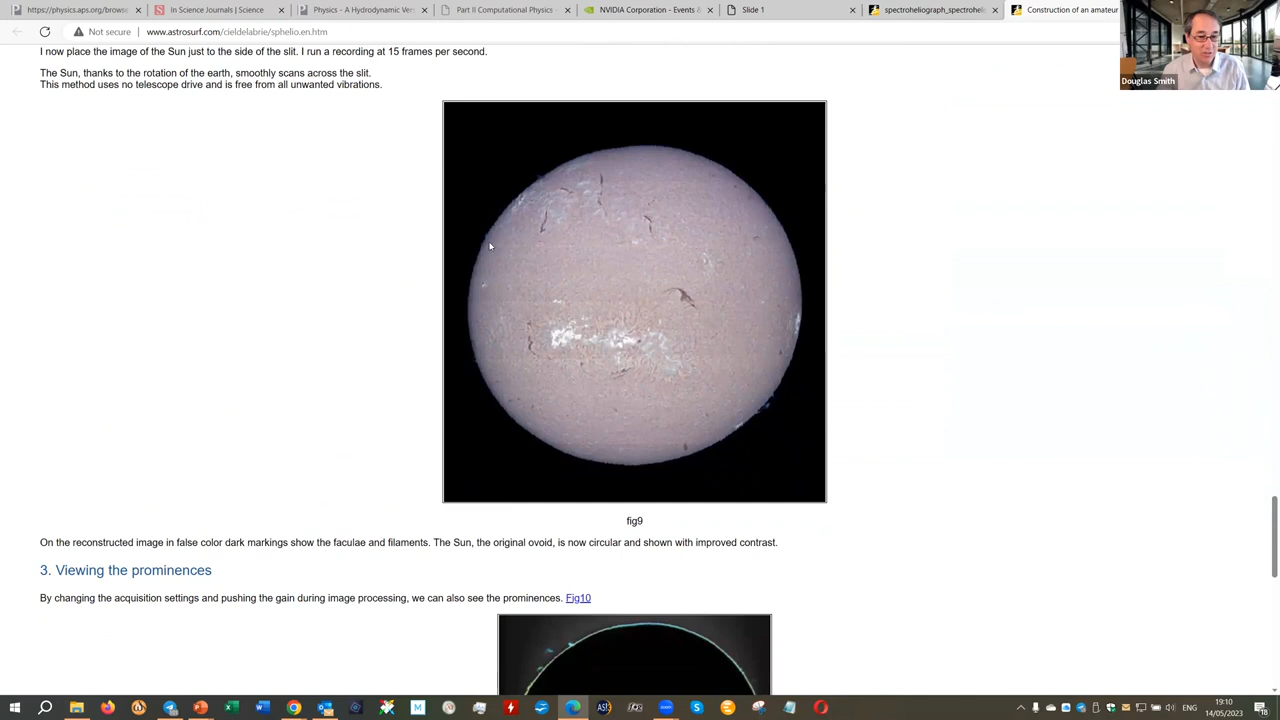 https://physics.aps.org/browse
In Science Journals | Science
Physics - A Hydrodynamic Ver
Part II Computational Physics -
NVIDIA Corporation - Events &
Slide 1
spectroheliograph_spectrohel
Construction of an amateur
Not secure
www.astrosurf.com/cieldelabrie/sphelio.en.htm
Douglas Smith
I now place the image of the Sun just to the side of the slit. I run a recording at 15 frames per second.
The Sun, thanks to the rotation of the earth, smoothly scans across the slit.
This method uses no telescope drive and is free from all unwanted vibrations.
fig9
On the reconstructed image in false color dark markings show the faculae and filaments. The Sun, the original ovoid, is now circular and shown with improved contrast.
3. Viewing the prominences
By changing the acquisition settings and pushing the gain during image processing, we can also see the prominences. Fig10
ENG
19:10
14/05/2023